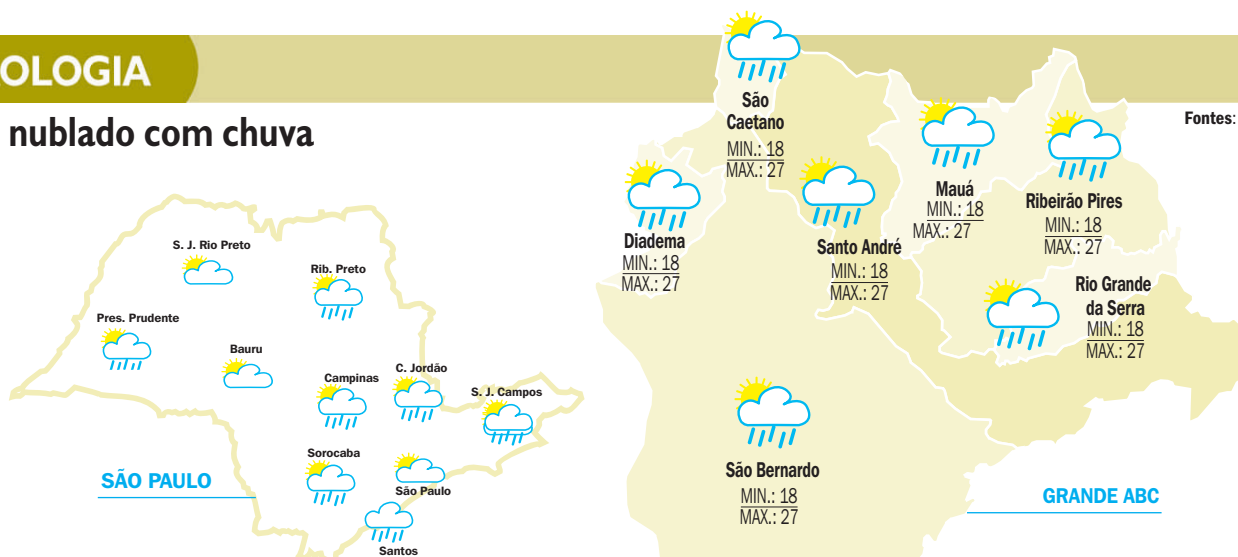 OLOGIA
nublado com chuva
Fontes:
S. J. Rio Preto
Rib. Preto
Pres. Prudente
Bauru
Campinas
C. Jordão
S. J. Campos
Sorocaba
São Paulo
Santos
SÃO PAULO
São
Caetano
MIN.: 18
MAX.: 27
Diadema
MIN.: 18
MAX.: 27
Santo André
MIN.: 18
MAX.: 27
Mauá
MIN.: 18
MAX.: 27
Ribeirão Pires
MIN.: 18
MAX.: 27
Rio Grande
da Serra
MIN.: 18
MAX.: 27
São Bernardo
MIN.: 18
MAX.: 27
GRANDE ABC